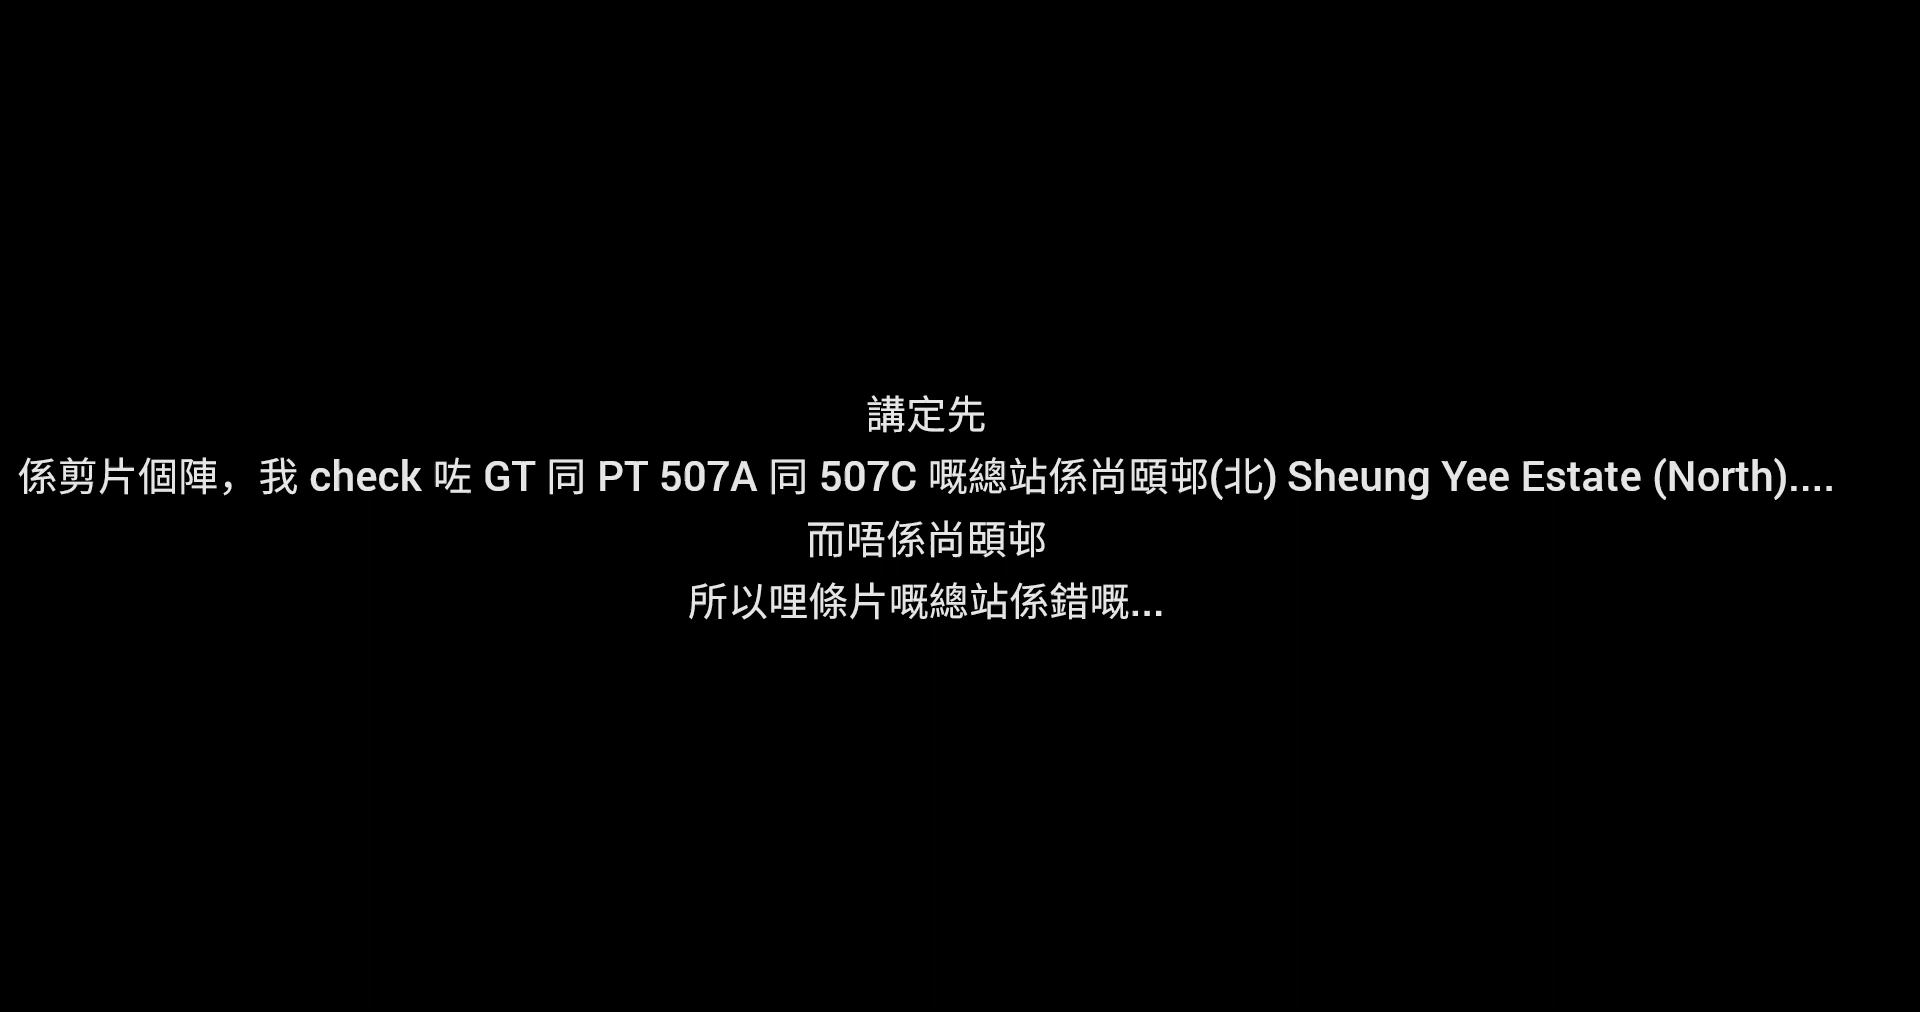 講定先
係剪片個陣，我 check 咗 GT 同 PT 507A 同 507C 嘅總站係尚頤邨(北) Sheung Yee Estate (North)....
而唔係尚頤邨
所以哩條片嘅總站係錯嘅...